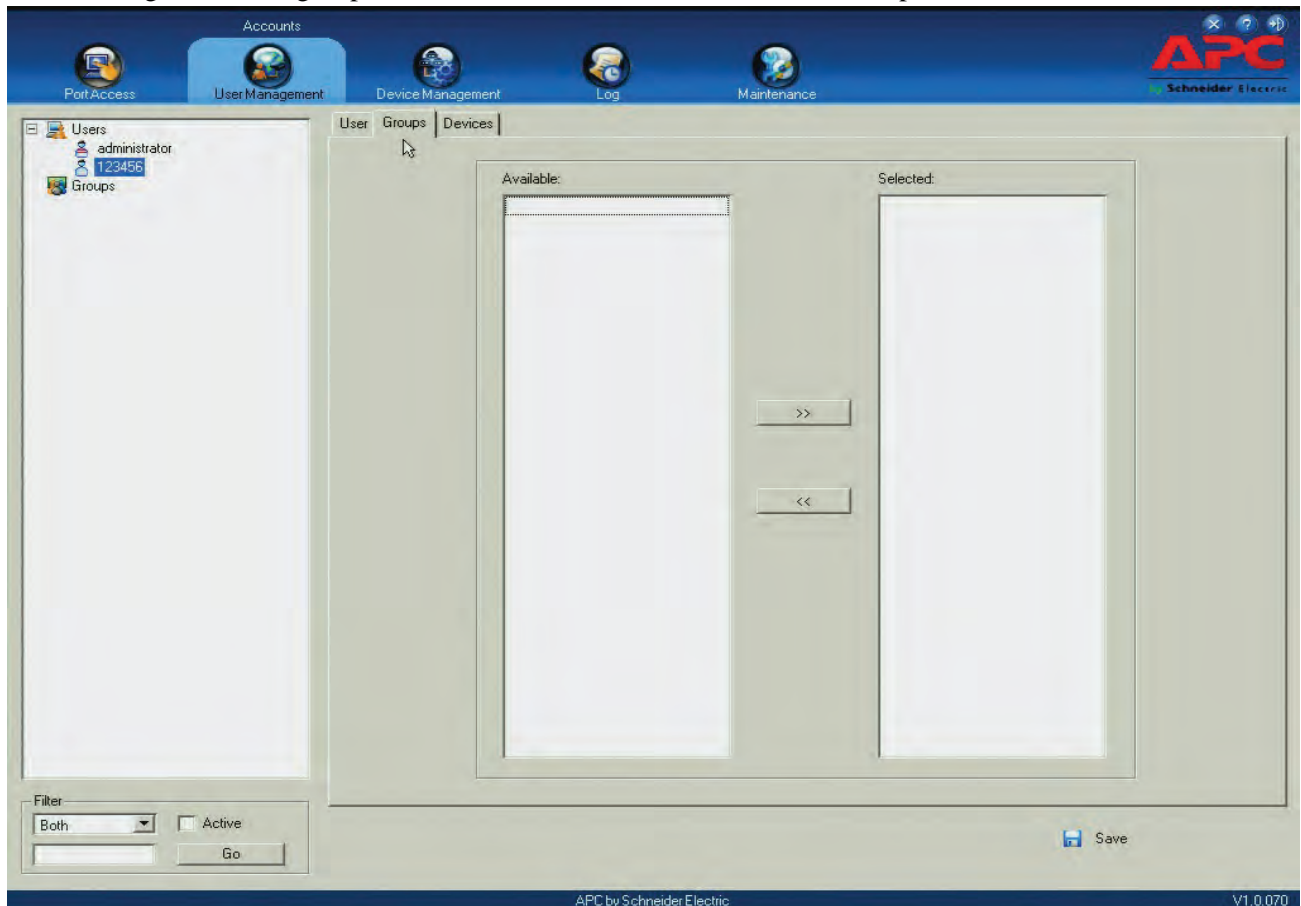 Accounts
APC
by Schneider Electric
Port Access
User Management
Device Management
Log
Maintenance
Users
administrator
123456
Groups
User Groups Devices
Available:
Selected:
>>
<<
Filter
Both
Active
Go
Save
APC by Schneider Electric
V1.0.070